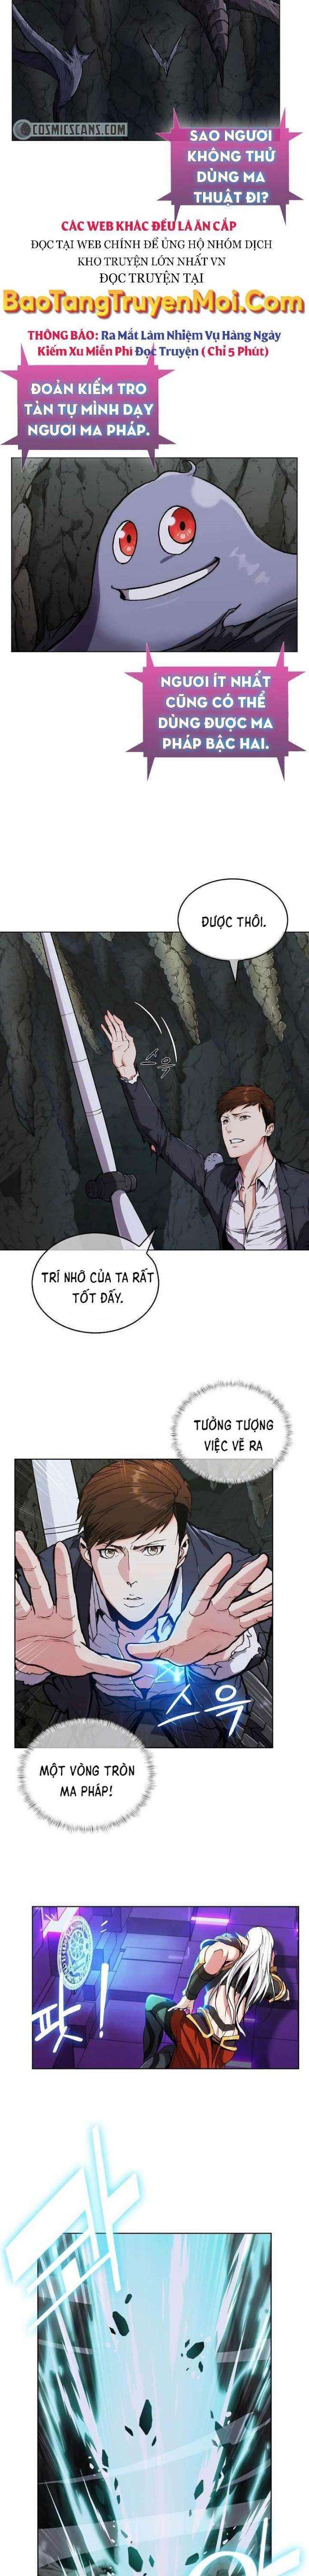 COSMICSCANS.COM
SAO NGƯƠI
KHÔNG THỬ
DÙNG MA
THUẬT ĐI?
CÁC WEB KHÁC ĐỀU LÀ ĂN CẮP
ĐỌC TẠI WEB CHÍNH ĐỂ ỦNG HỘ NHÓM DỊCH
KHO TRUYỆN LỚN NHẤT VN
ĐỌC TRUYỆN TẠI
BaoTangTruyenMoi.Com
THÔNG BÁO: Ra Mắt Làm Nhiệm Vụ Hàng Ngày
Kiếm Xu Miễn Phí Đọc Truyện ( Chỉ 5 Phút)
ĐOẢN KIẾM TRO
TÀN TỰ MÌNH DẠY
NGƯƠI MA PHÁP.
NGƯƠI ÍT NHẤT
CŨNG CÓ THỂ
DÙNG ĐƯỢC MA
PHÁP BẬC HAI.
ĐƯỢC THÔI.
스윽
TRÍ NHỚ CỦA TA RẤT
TỐT ĐẤY.
TƯỞNG TƯỢNG
VIỆC VẼ RA
스윽
MỘT VÒNG TRÒN
MA PHÁP!